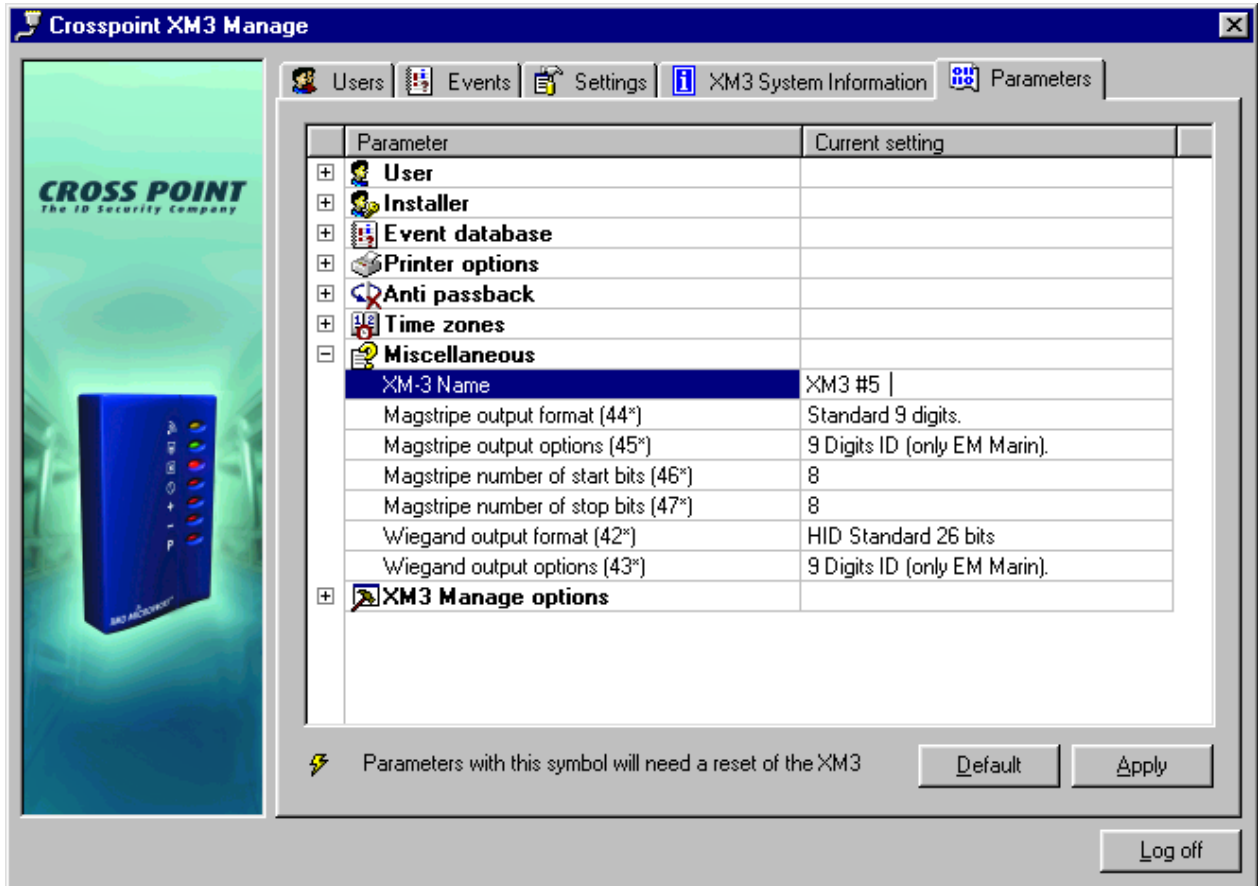 Crosspoint XM3 Manage
Users Events Settings XM3 System Information Parameters
CROSS POINT
The ID Security Company
Parameter Current setting
User
Installer
Event database
Printer options
Anti passback
Time zones
Miscellaneous
XM-3 Name XM3 #5
Magstripe output format (44*) Standard 9 digits.
Magstripe output options (45*) 9 Digits ID (only EM Marin).
Magstripe number of start bits (46*) 8
Magstripe number of stop bits (47*) 8
Wiegand output format (42*) HID Standard 26 bits
Wiegand output options (43*) 9 Digits ID (only EM Marin).
XM3 Manage options
P
XM3 MICROPOINT™
Parameters with this symbol will need a reset of the XM3
Default Apply
Log off